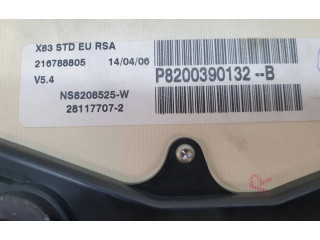 X83 STD EU RSA
216788805 14/04/06
V5.4
P8200390132--B
NS8208525-W
28117707-2